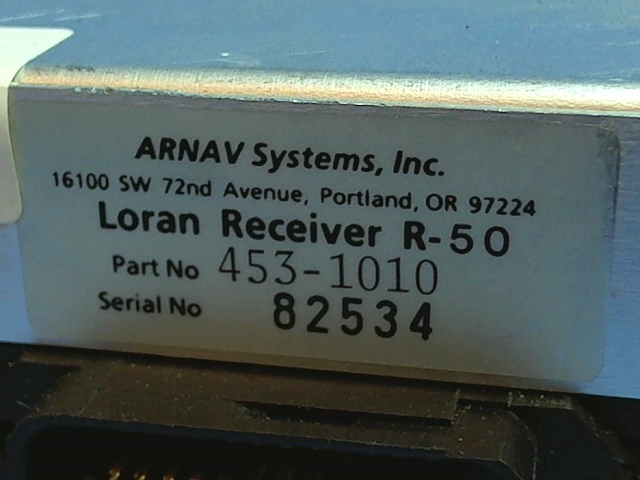 ARNAV Systems, Inc.
16100 SW 72nd Avenue, Portland, OR 97224
Loran Receiver R-50
Part No 453-1010
Serial No 82534